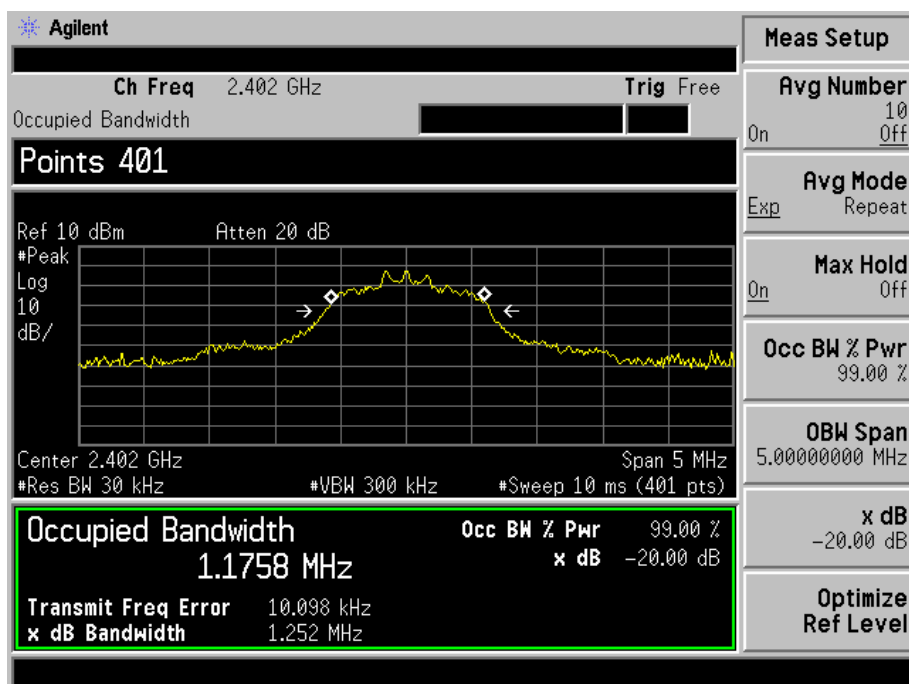 Agilent
Meas Setup
Ch Freq 2.402 GHz Trig Free
Occupied Bandwidth
Points 401
Ref 10 dBm Atten 20 dB
#Peak
Log
10
dB/
Center 2.402 GHz Span 5 MHz
#Res BW 30 kHz #VBW 300 kHz #Sweep 10 ms (401 pts)
Occupied Bandwidth
1.1758 MHz
Occ BW % Pwr 99.00 %
x dB -20.00 dB
Transmit Freq Error 10.098 kHz
x dB Bandwidth 1.252 MHz
Avg Number
10
On Off
Avg Mode
Exp Repeat
Max Hold
On Off
Occ BW % Pwr
99.00 %
OBW Span
5.00000000 MHz
x dB
-20.00 dB
Optimize
Ref Level